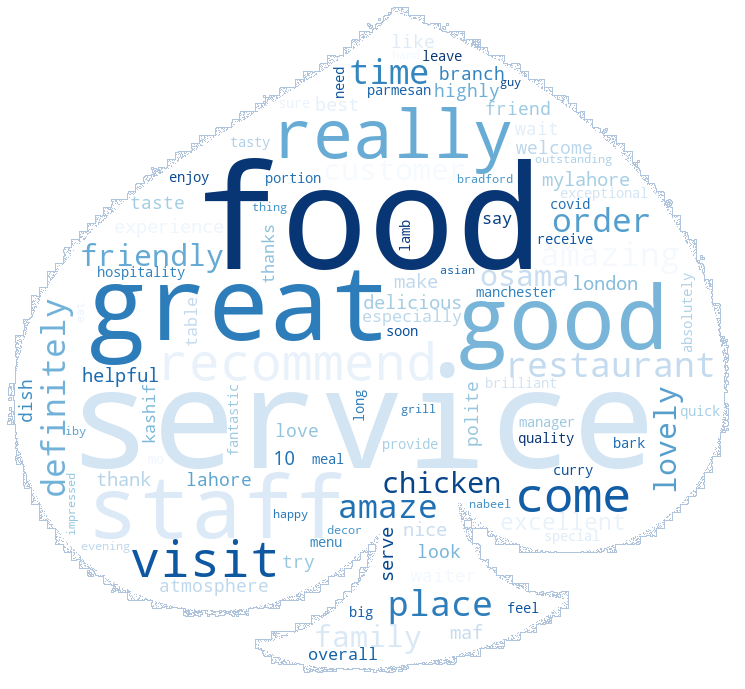 like
leave
need
time
branch
guy
parmesan
highly
sure
best
friend
really
wait
tasty
welcome
outstanding
customer
enjoy
portion
bradford
mylahore
exceptional
food
taste
thing
lamb
say
covid
order
experience
thanks
receive
friendly
amazing
hospitality
asian
osama
london
great
make
manchester
good
table
delicious
especially
absolutely
soon
definitely
recommend
restaurant
helpful
service
brilliant
dish
kashif
fantastic
long
grill
polite
lovely
quick
liby
love
manager
quality
provide
bark
mo
10
meal
curry
thank
lahore
chicken
come
impressed
staff
amaze
nabeel
happy
decor
nice
excellent
special
evening
visit
menu
try
serve
look
atmosphere
waiter
big
place
feel
family
maf
overall